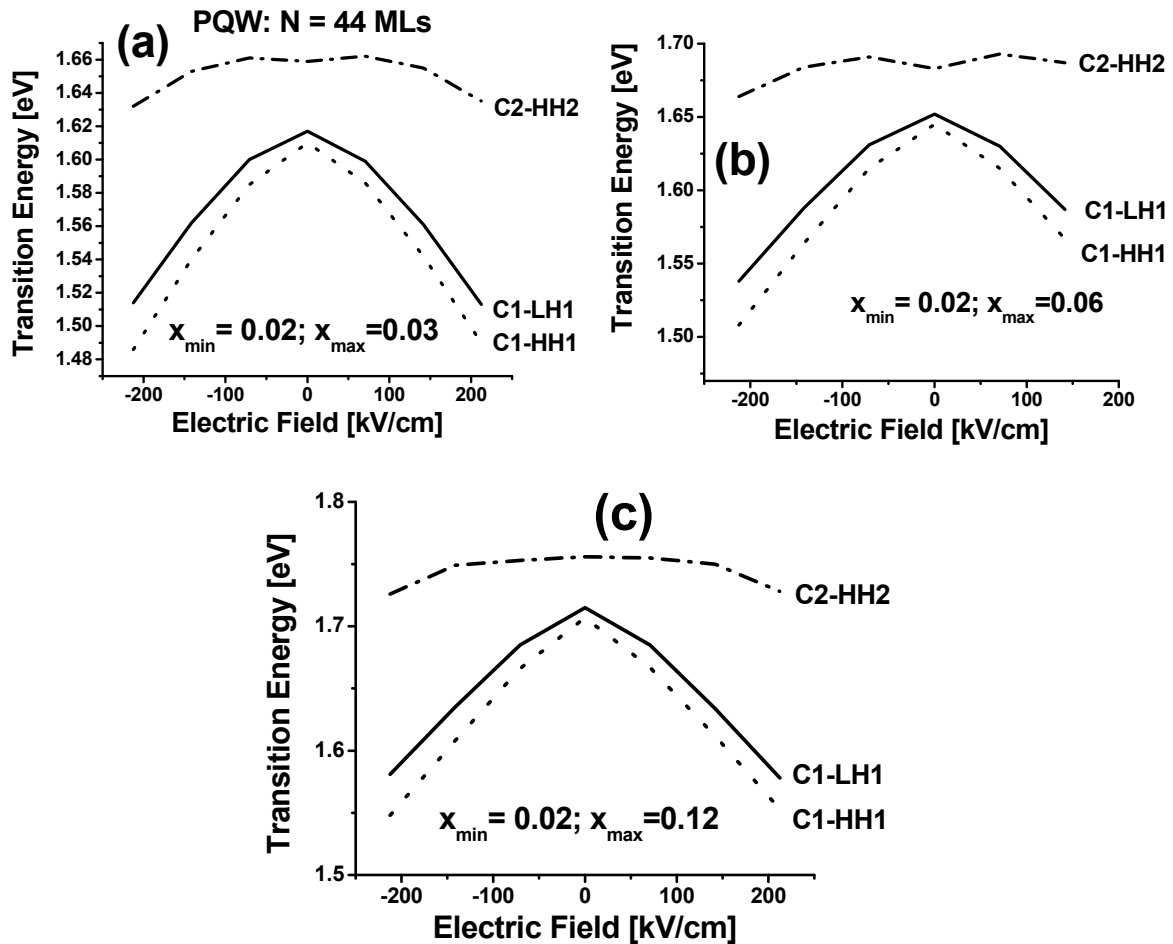 PQW: N = 44 MLs
(a)
Transition Energy [eV]
1.66
1.64
1.62
1.60
1.58
1.56
1.54
1.52
1.50
1.48
C2-HH2
C1-LH1
C1-HH1
xmin= 0.02; xmax=0.03
-200 -100 0 100 200
Electric Field [kV/cm]
(b)
Transition Energy [eV]
1.70
1.65
1.60
1.55
1.50
C2-HH2
C1-LH1
C1-HH1
xmin= 0.02; xmax=0.06
-200 -100 0 100 200
Electric Field [kV/cm]
(c)
Transition Energy [eV]
1.8
1.7
1.6
1.5
C2-HH2
C1-LH1
C1-HH1
xmin= 0.02; xmax=0.12
-200 -100 0 100 200
Electric Field [kV/cm]